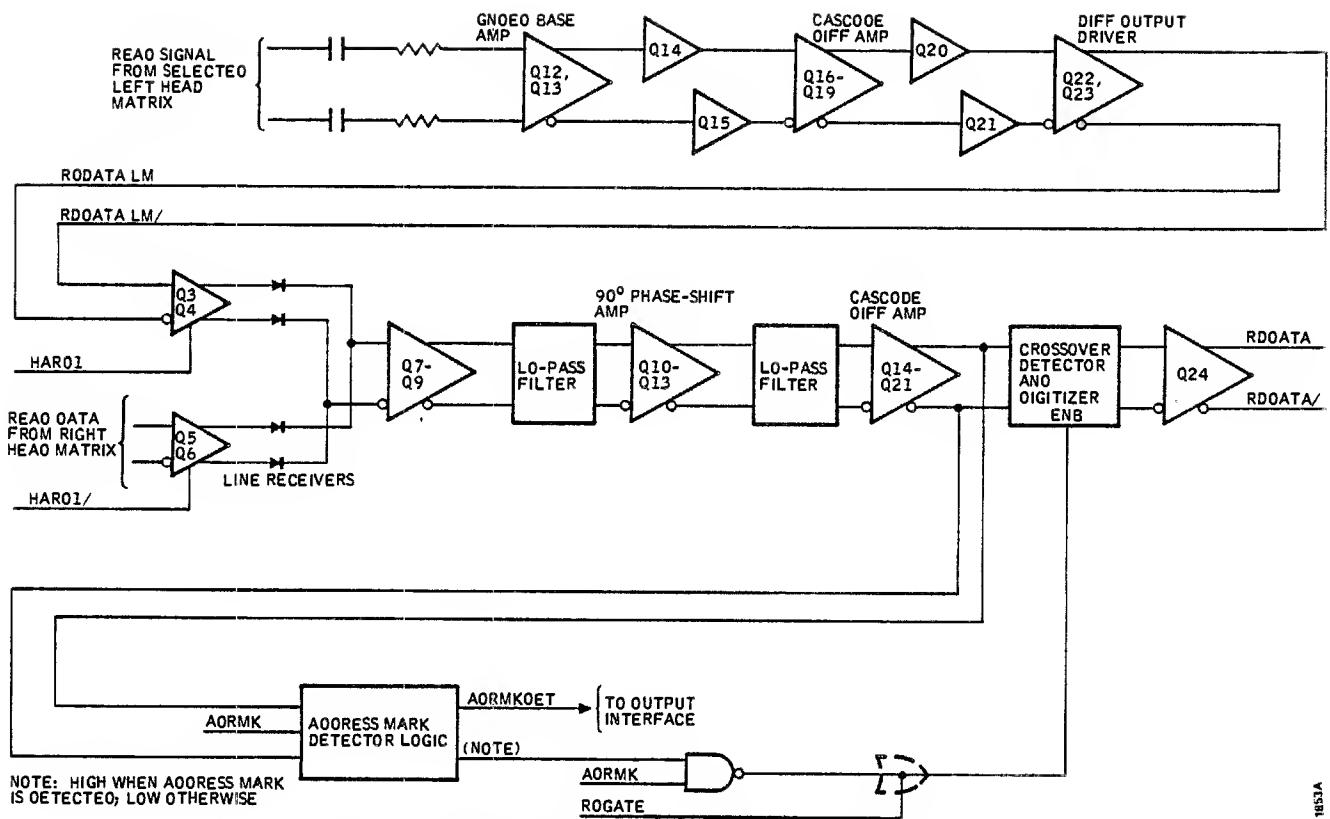 GNOEO BASE
AMP
CASCODE
OIFF AMP
DIFF OUTPUT
DRIVER
REAO SIGNAL
FROM SELECTEO
LEFT HEAD
MATRIX
Q12,
Q13
Q14
Q15
Q16-
Q19
Q20
Q21
Q22,
Q23
RODATA LM
RDOATA LM/
Q3
Q4
HARO1
REAO OATA
FROM RIGHT
HEAO MATRIX
Q5
Q6
HARO1/
LINE RECEIVERS
Q7-
Q9
LO-PASS
FILTER
90° PHASE-SHIFT
AMP
Q10-
Q13
LO-PASS
FILTER
CASCODE
OIFF AMP
Q14-
Q21
CROSSOVER
DETECTOR
ANO
OIGITIZER
ENB
Q24
RDOATA
RDOATA/
AORMK
AOORESS MARK
DETECTOR LOGIC
AORMKOET
TO OUTPUT
INTERFACE
(NOTE)
AORMK
ROGATE
NOTE: HIGH WHEN AOORESS MARK
IS OETECTEO; LOW OTHERWISE
1853A